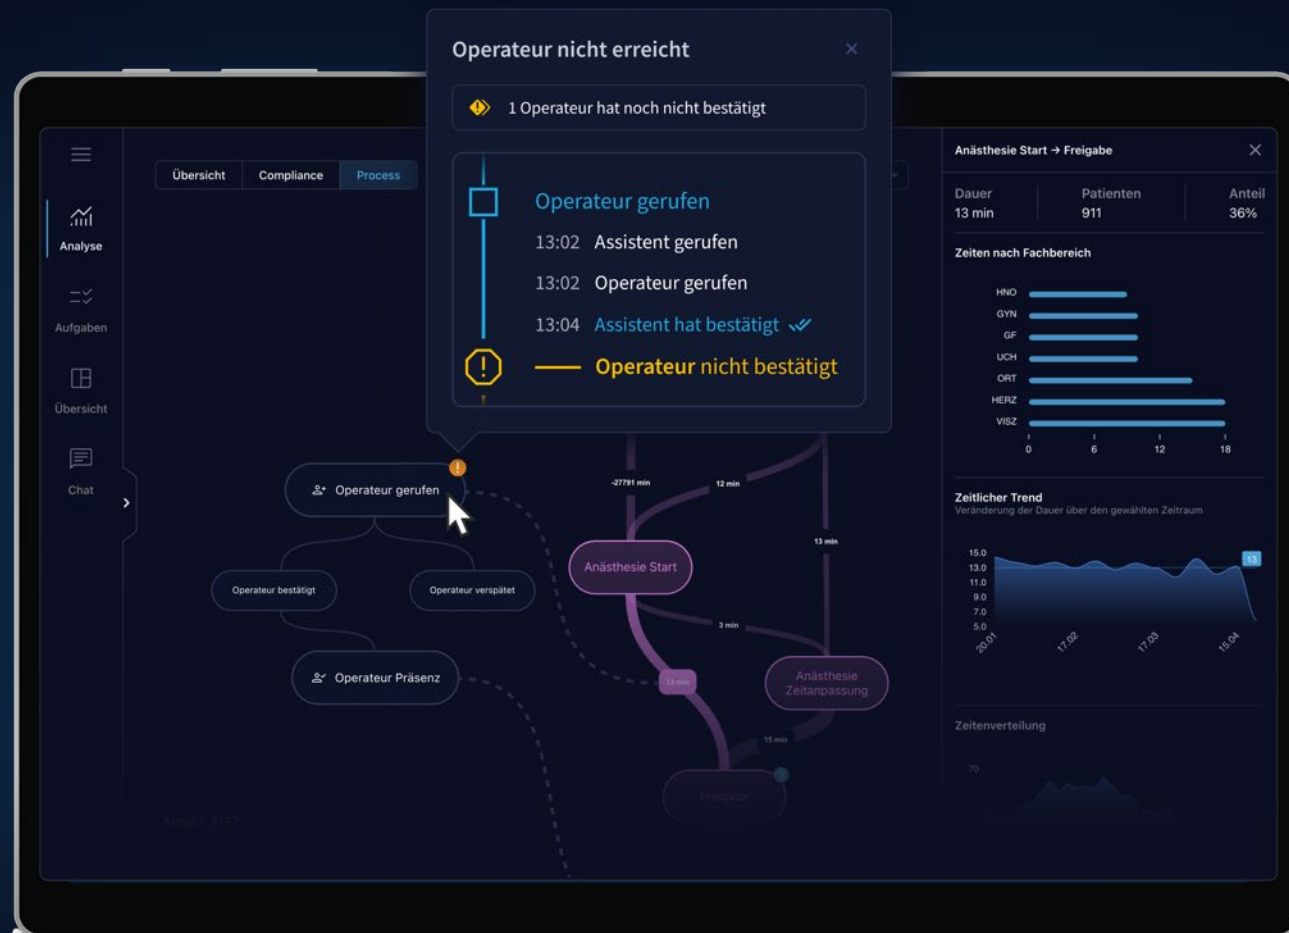 Operateur nicht erreicht
1 Operateur hat noch nicht bestätigt
Operateur gerufen
13:02 Assistent gerufen
13:02 Operateur gerufen
13:04 Assistent hat bestätigt
Operateur nicht bestätigt
Analyse
Aufgaben
Übersicht
Chat
Übersicht
Compliance
Process
Operateur gerufen
Operateur bestätigt
Operateur verspätet
Operateur Präsenz
-27791 min
12 min
13 min
Anästhesie Start
3 min
13 min
Anästhesie
Zeitanpassung
15 min
Freigabe
Anästhesie Start → Freigabe
Dauer Patienten Anteil
13 min 911 36%
Zeiten nach Fachbereich
HNO
GYN
GF
UCH
ORT
HERZ
VISZ
0 6 12 18
Zeitlicher Trend
Veränderung der Dauer über den gewählten Zeitraum
15.0
13.0
11.0
9.0
7.0
5.0
13
20.01 17.02 17.03 15.04
Zeitenverteilung
70